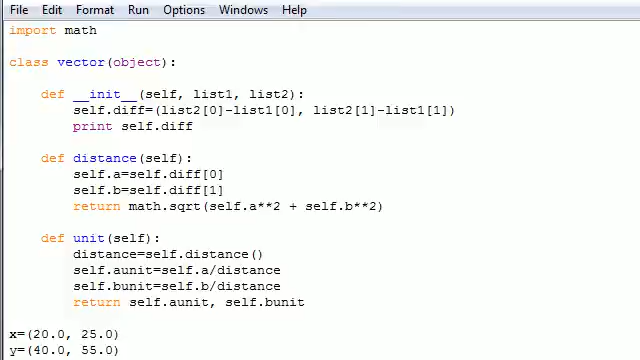 File Edit Format Run Options Windows Help
import math
class vector(object):
def __init__(self, list1, list2):
self.diff=(list2[0]-list1[0], list2[1]-list1[1])
print self.diff
def distance(self):
self.a=self.diff[0]
self.b=self.diff[1]
return math.sqrt(self.a**2 + self.b**2)
def unit(self):
distance=self.distance()
self.aunit=self.a/distance
self.bunit=self.b/distance
return self.aunit, self.bunit
x=(20.0, 25.0)
y=(40.0, 55.0)